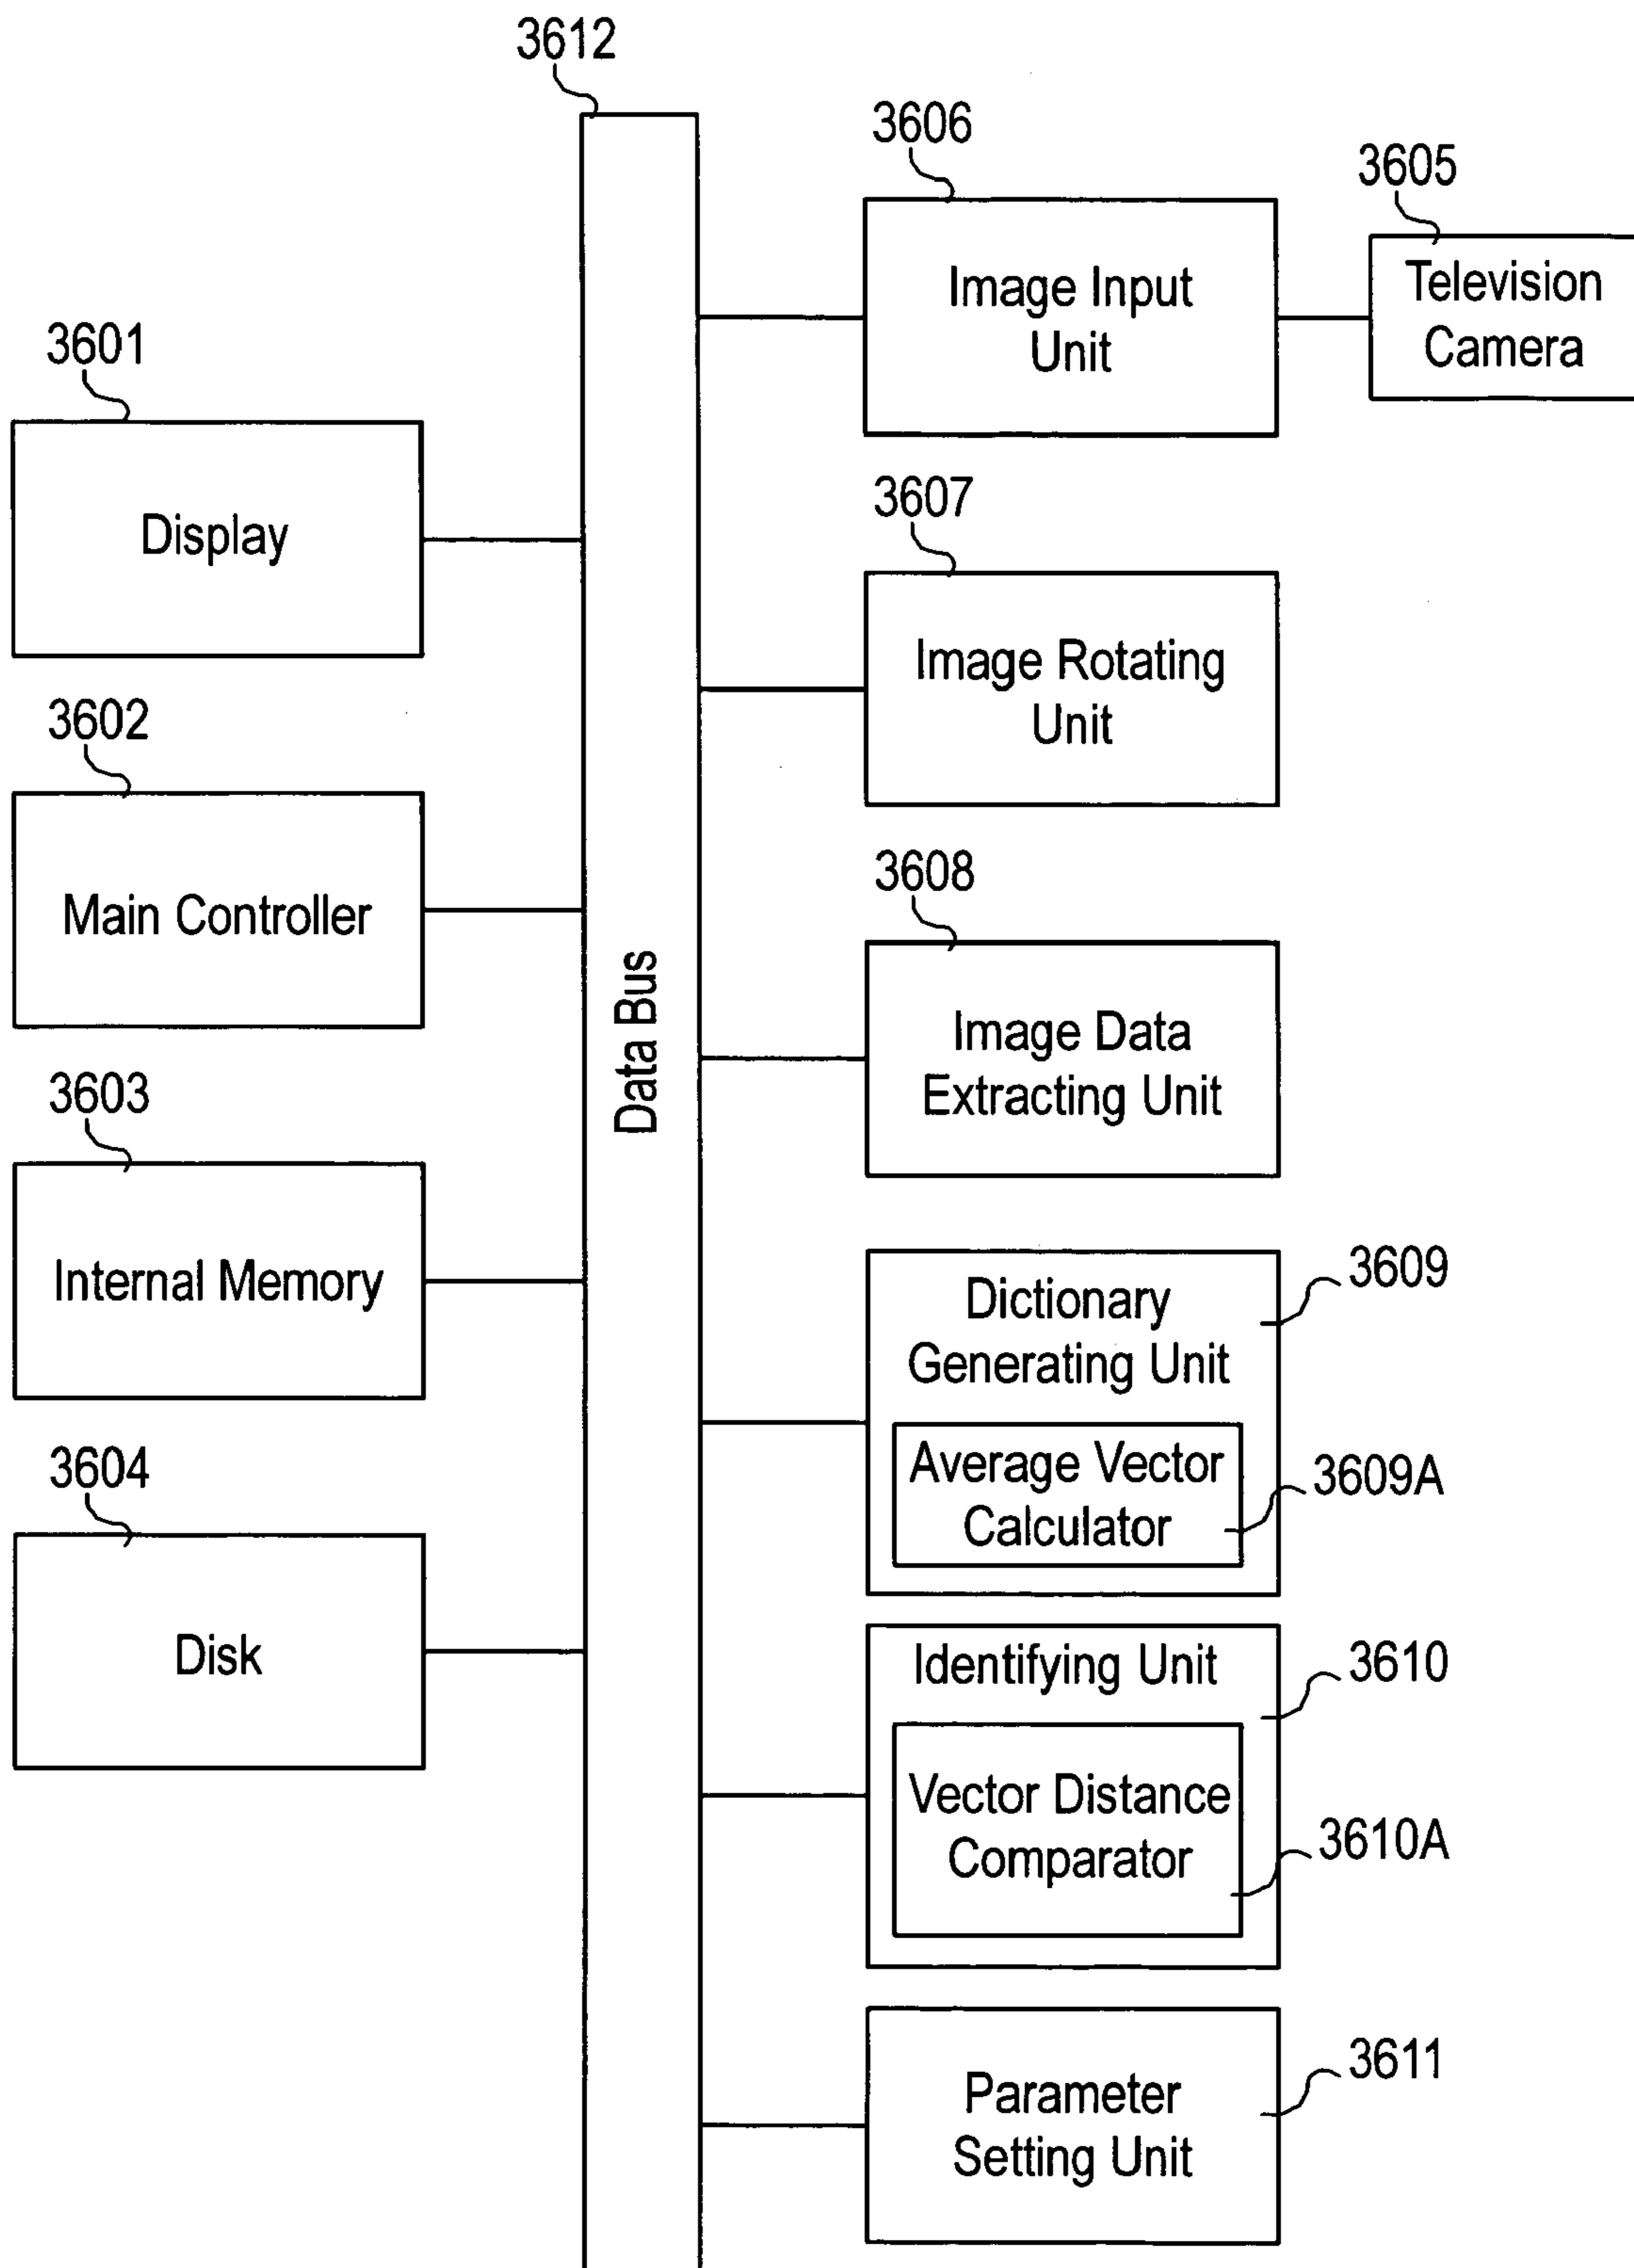 3612
3606
3605
Image Input
Unit
Television
Camera
3601
Display
3607
Image Rotating
Unit
3602
Main Controller
3608
Image Data
Extracting Unit
Data Bus
3603
Internal Memory
3609
Dictionary
Generating Unit
Average Vector
Calculator
3609A
3604
Disk
Identifying Unit
3610
Vector Distance
Comparator
3610A
Parameter
Setting Unit
3611